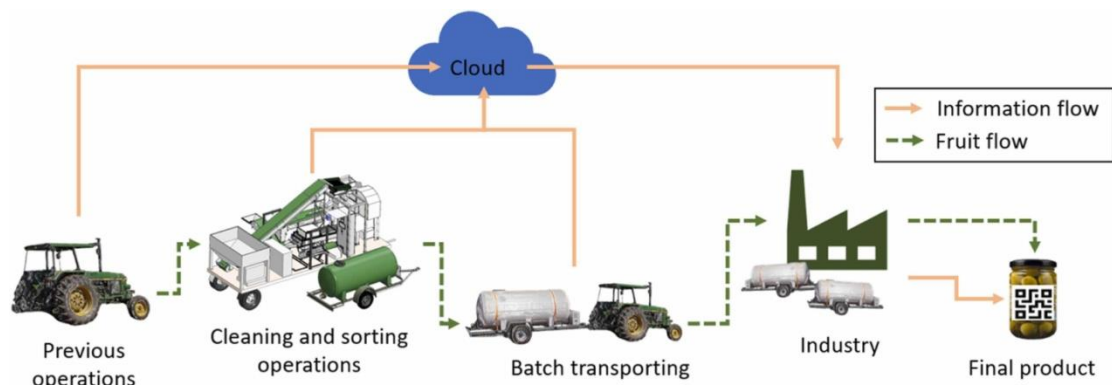 Cloud
Information flow
Fruit flow
Previous
operations
Cleaning and sorting
operations
Batch transporting
Industry
Final product